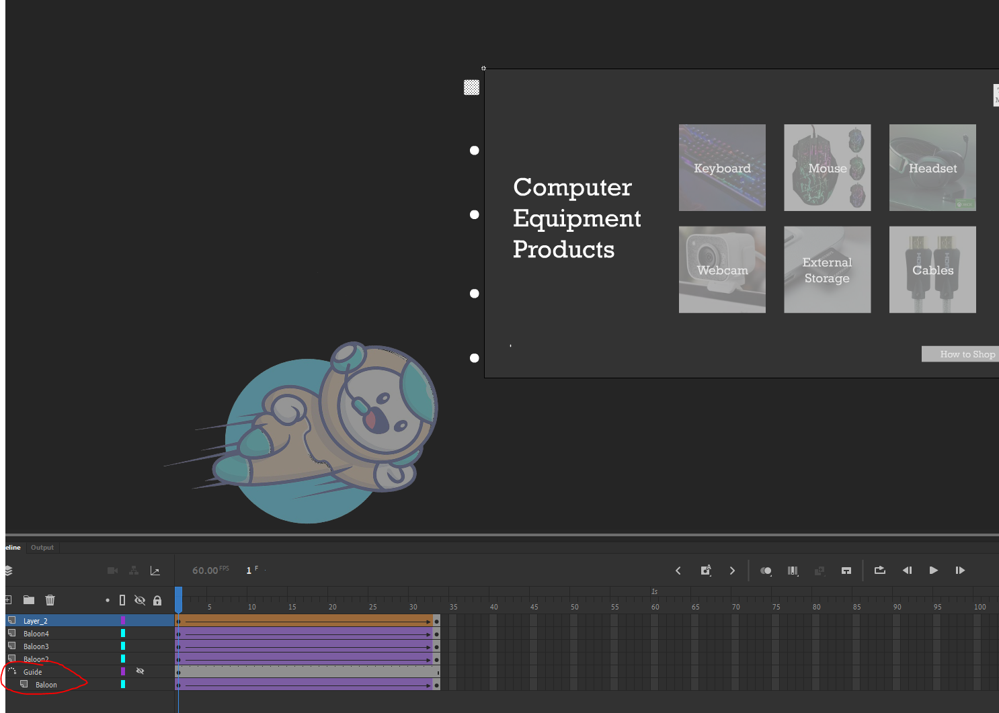 Computer
Equipment
Products
Keyboard
Mouse
Headset
Webcam
External
Storage
Cables
How to Shop
eline
Output
60.00 FPS
1 F
1s
5
10
15
20
25
30
35
40
45
50
55
60
65
70
75
80
85
90
95
100
Layer_2
Baloon4
Baloon3
Baloon2
Guide
Baloon